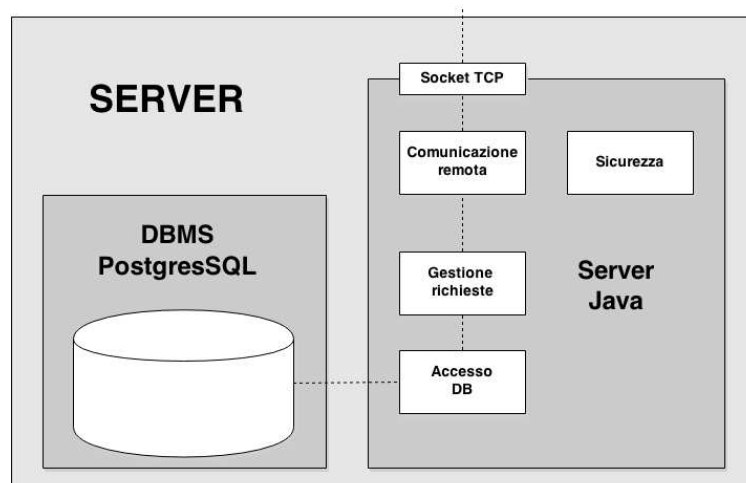 SERVER
Socket TCP
Comunicazione
remota
Sicurezza
DBMS
PostgresSQL
Gestione
richieste
Server
Java
Accesso
DB